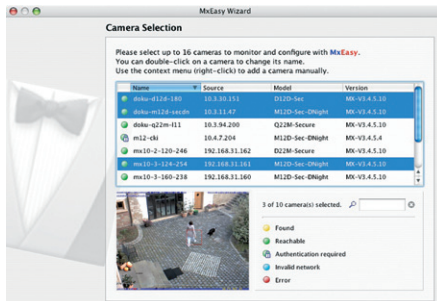 MxEasy Wizard
Camera Selection
Please select up to 16 cameras to monitor and configure with MxEasy.
You can double-click on a camera to change its name.
Use the context menu (right-click) to add a camera manually.
Name Source Model Version
doku-d12d-180 10.3.30.151 D12D-Sec MX-V3.4.5.10
doku-m12d-secdn 10.3.11.47 M12D-Sec-DNight MX-V3.4.5.10
doku-q22m-l11 10.3.94.200 Q22M-Secure MX-V3.4.5.10
m12-cki 10.4.7.204 M12D-Sec-DNight MX-V3.4.5.4
mx10-2-120-246 192.168.31.162 D22M-Secure MX-V3.4.5.10
mx10-3-124-254 192.168.31.161 M12D-Sec-DNight MX-V3.4.5.10
mx10-3-160-238 192.168.31.160 M12D-Sec-DNight MX-V3.4.5.10
3 of 10 camera(s) selected.
Found
Reachable
Authentication required
Invalid network
Error